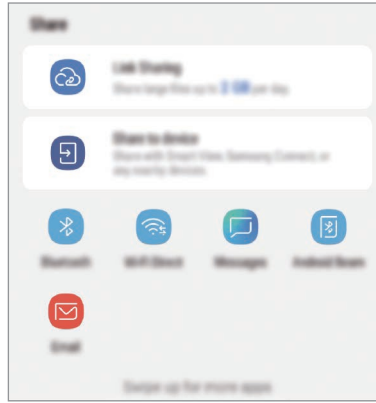 Share
Link Sharing
Share large files up to 2 GB per day.
Share to device
Share with Smart View, Samsung Connect, or
any nearby devices.
Bluetooth Wi-Fi Direct Messages Android Beam
Email
Swipe up for more apps